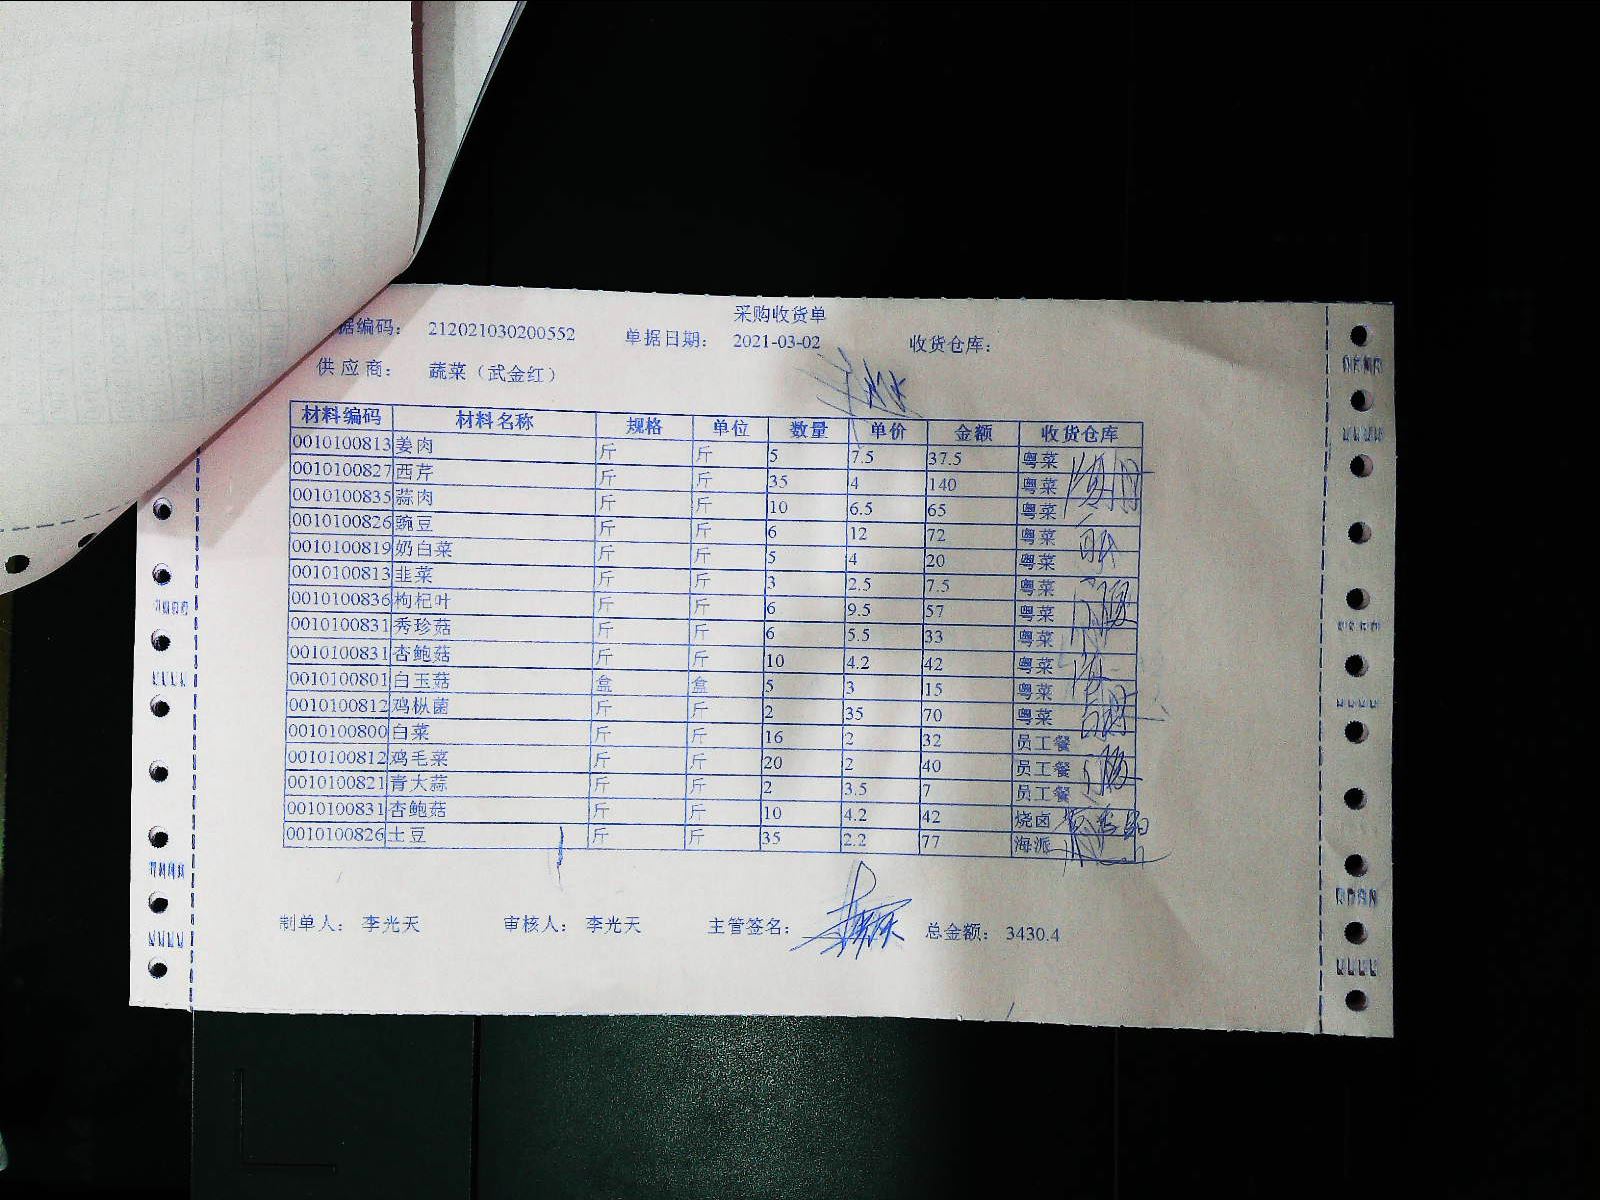 采购收货单
据编码： 212021030200552 单据日期： 2021-03-02 收货仓库：
供应商： 蔬菜（武金红）
材料编码 材料名称 规格 单位 数量 单价 金额 收货仓库
0010100813 姜肉 斤 斤 5 7.5 37.5 粤菜
0010100827 西芹 斤 斤 35 4 140 粤菜
0010100835 蒜肉 斤 斤 10 6.5 65 粤菜
0010100826 豌豆 斤 斤 6 12 72 粤菜
0010100819 奶白菜 斤 斤 5 4 20 粤菜
0010100813 韭菜 斤 斤 3 2.5 7.5 粤菜
0010100836 枸杞叶 斤 斤 6 9.5 57 粤菜
0010100831 秀珍菇 斤 斤 6 5.5 33 粤菜
0010100831 杏鲍菇 斤 斤 10 4.2 42 粤菜
0010100801 白玉菇 盒 盒 5 3 15 粤菜
0010100812 鸡枞菌 斤 斤 2 35 70 粤菜
0010100800 白菜 斤 斤 16 2 32 员工餐
0010100812 鸡毛菜 斤 斤 20 2 40 员工餐
0010100821 青大蒜 斤 斤 2 3.5 7 员工餐
0010100831 杏鲍菇 斤 斤 10 4.2 42 烧卤
0010100826 土豆 斤 斤 35 2.2 77 海派
制单人： 李光天 审核人： 李光天 主管签名： 总金额： 3430.4